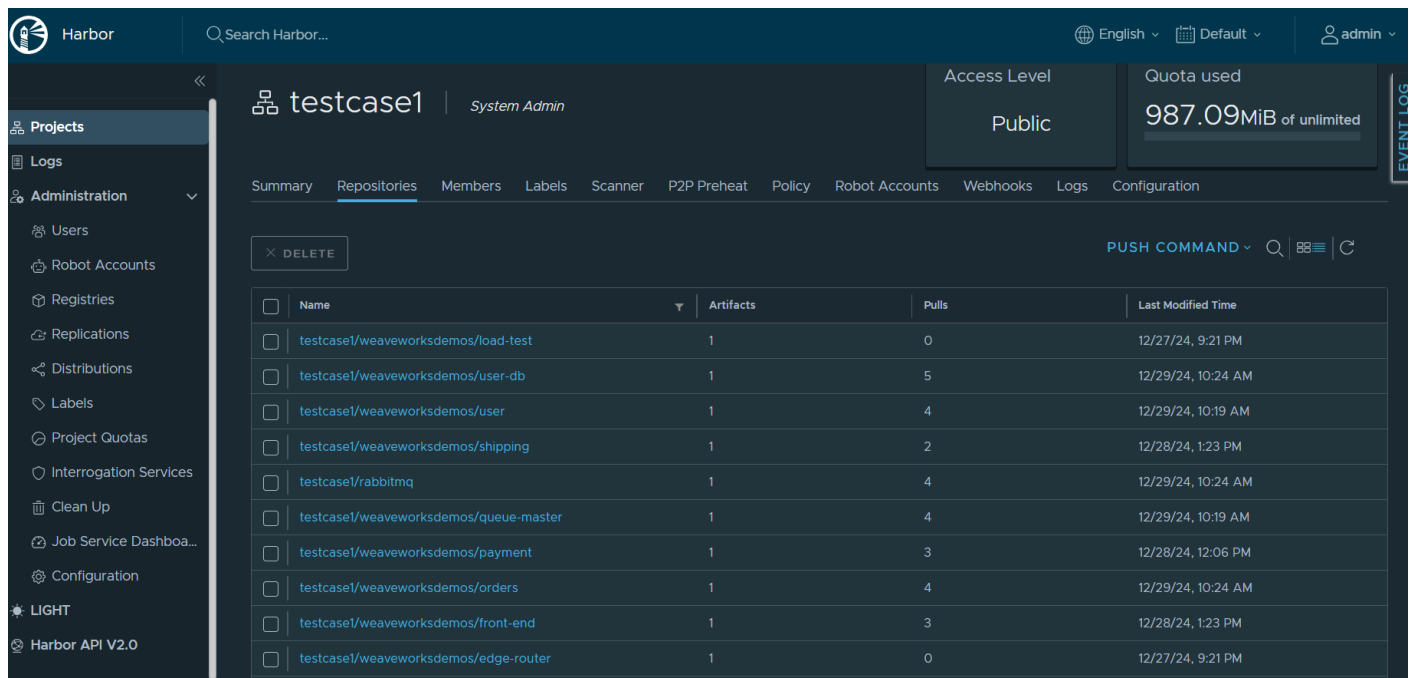 Harbor
Search Harbor...
English
Default
admin
Projects
Logs
Administration
Users
Robot Accounts
Registries
Replications
Distributions
Labels
Project Quotas
Interrogation Services
Clean Up
Job Service Dashboa...
Configuration
LIGHT
Harbor API V2.0
testcase1 System Admin
Access Level
Public
Quota used
987.09MiB of unlimited
EVENT LOG
Summary Repositories Members Labels Scanner P2P Preheat Policy Robot Accounts Webhooks Logs Configuration
DELETE
PUSH COMMAND
Name Artifacts Pulls Last Modified Time
testcase1/weaveworksdemos/load-test 1 0 12/27/24, 9:21 PM
testcase1/weaveworksdemos/user-db 1 5 12/29/24, 10:24 AM
testcase1/weaveworksdemos/user 1 4 12/29/24, 10:19 AM
testcase1/weaveworksdemos/shipping 1 2 12/28/24, 1:23 PM
testcase1/rabbitmq 1 4 12/29/24, 10:24 AM
testcase1/weaveworksdemos/queue-master 1 4 12/29/24, 10:19 AM
testcase1/weaveworksdemos/payment 1 3 12/28/24, 12:06 PM
testcase1/weaveworksdemos/orders 1 4 12/29/24, 10:24 AM
testcase1/weaveworksdemos/front-end 1 3 12/28/24, 1:23 PM
testcase1/weaveworksdemos/edge-router 1 0 12/27/24, 9:21 PM